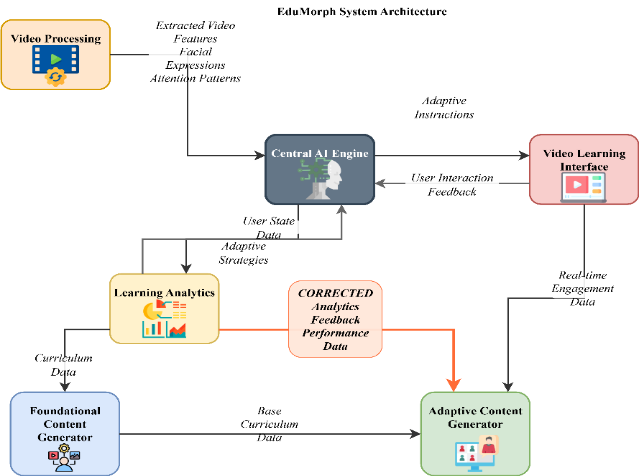 EduMorph System Architecture
Video Processing
Extracted Video
Features
Facial
Expressions
Attention Patterns
Adaptive
Instructions
Central AI Engine
Video Learning
Interface
User Interaction
Feedback
User State
Data
Adaptive
Strategies
Learning Analytics
CORRECTED
Analytics
Feedback
Performance
Data
Real-time
Engagement
Data
Curriculum
Data
Foundational
Content
Generator
Base
Curriculum
Data
Adaptive Content
Generator